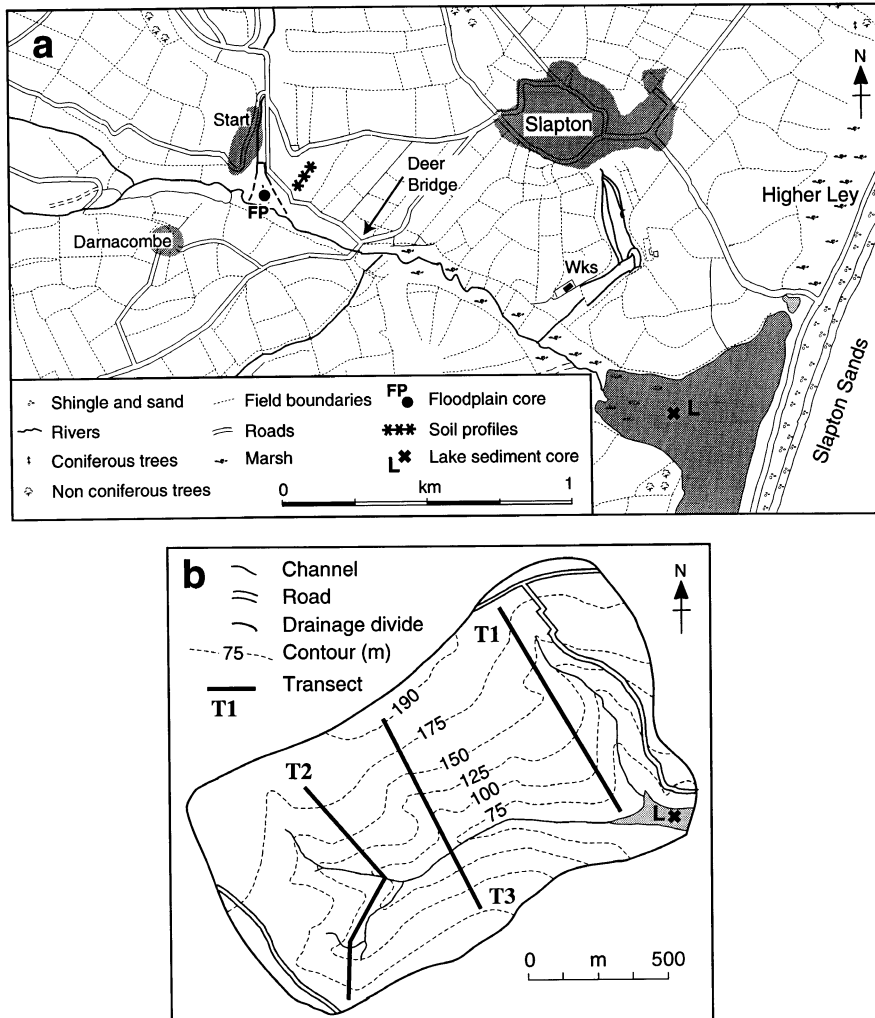 a
N
Start
Slapton
Deer
Bridge
Higher Ley
FP
Darnacombe
Wks
L
Slapton Sands
Shingle and sand
Field boundaries
FP
Floodplain core
Rivers
Roads
Soil profiles
Coniferous trees
Marsh
L
Lake sediment core
Non coniferous trees
0 km 1
b
Channel
Road
Drainage divide
75
Contour (m)
Transect
T1
N
T1
190
175
T2
150
125
100
75
L
T3
0 m 500